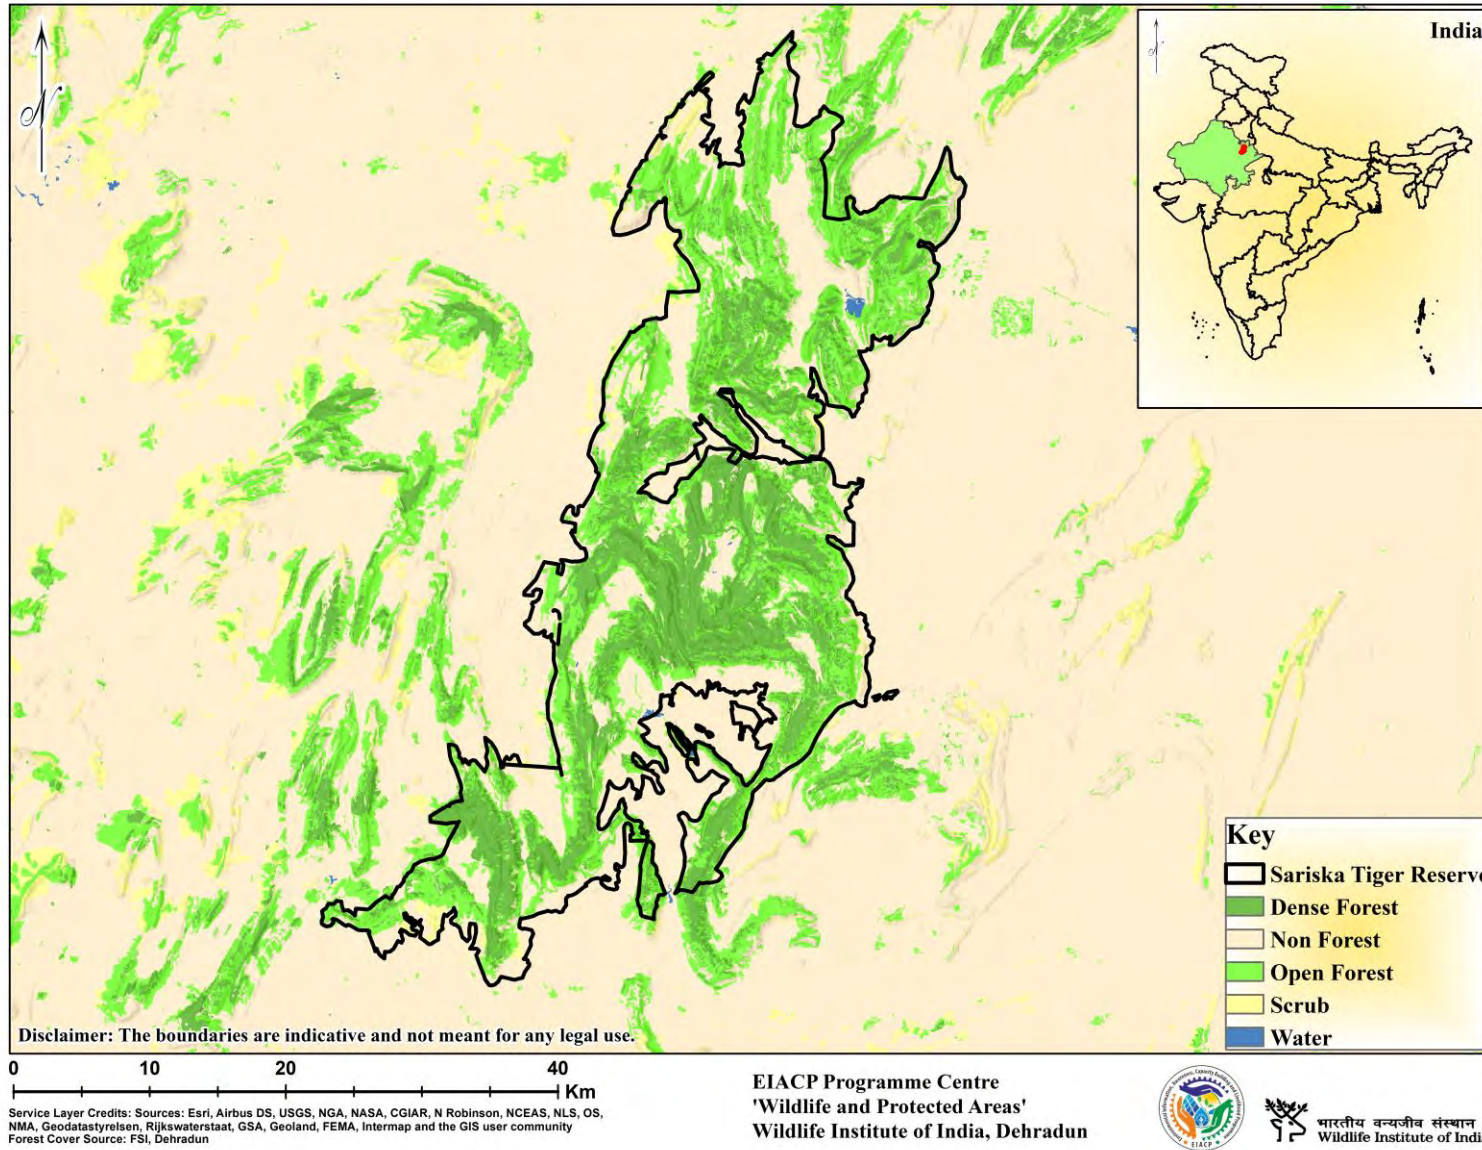 India
N
N
Key
Sariska Tiger Reserve
Dense Forest
Non Forest
Open Forest
Scrub
Water
Disclaimer: The boundaries are indicative and not meant for any legal use.
0 10 20 40
Km
Service Layer Credits: Sources: Esri, Airbus DS, USGS, NGA, NASA, CGIAR, N Robinson, NCEAS, NLS, OS,
NMA, Geodatastyrelsen, Rijkswaterstaat, GSA, Geoland, FEMA, Intermap and the GIS user community
Forest Cover Source: FSI, Dehradun
EIACP Programme Centre
'Wildlife and Protected Areas'
Wildlife Institute of India, Dehradun
EIACP
भारतीय वन्यजीव संस्थान
Wildlife Institute of Indi